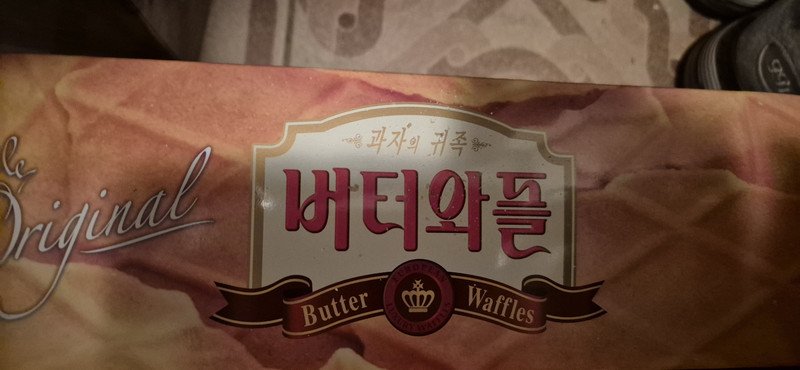 Original
과자의 귀족
버터와플
Butter Waffles